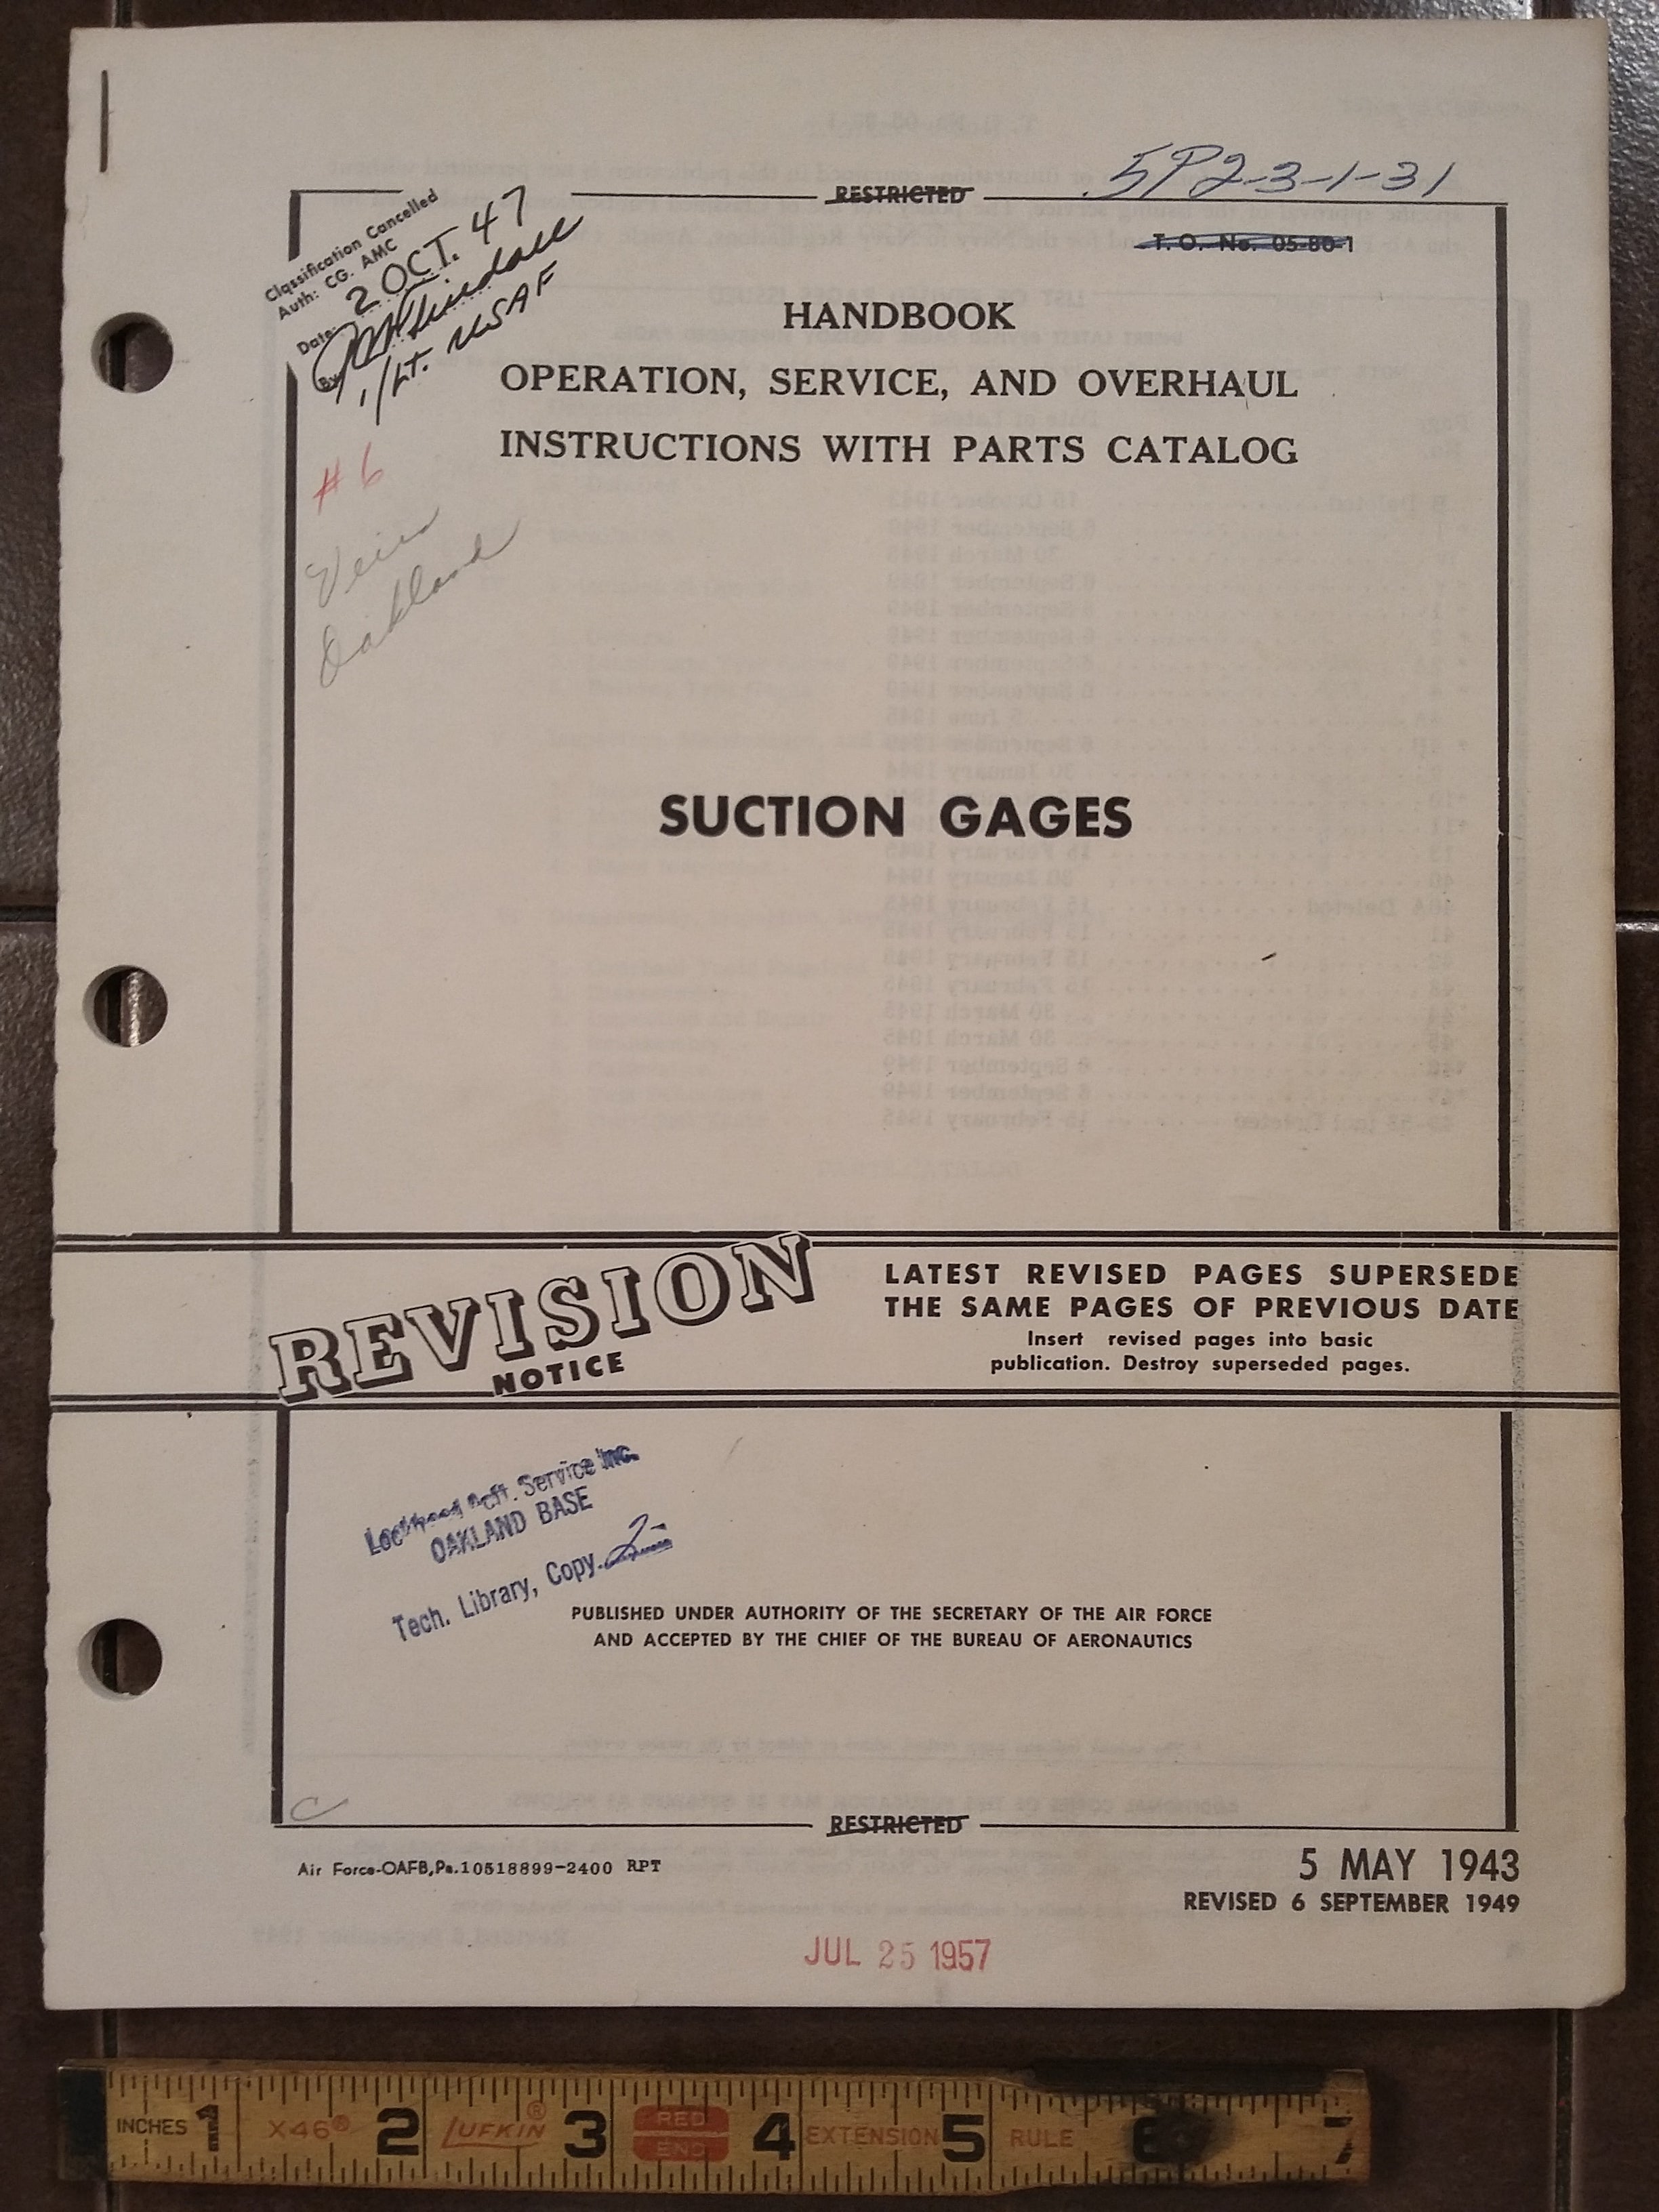 5P2-3-1-31
RESTRICTED
T. O. No. 05-80-1
Classification Cancelled
Auth: CG. AMC
Date: 2 OCT. 47
By
1/LT. USAF
HANDBOOK
OPERATION, SERVICE, AND OVERHAUL
INSTRUCTIONS WITH PARTS CATALOG
#6
Oakland
SUCTION GAGES
REVISION
NOTICE
LATEST REVISED PAGES SUPERSEDE
THE SAME PAGES OF PREVIOUS DATE
Insert revised pages into basic
publication. Destroy superseded pages.
Lockheed Acft. Service Inc.
OAKLAND BASE
Tech. Library, Copy 2
PUBLISHED UNDER AUTHORITY OF THE SECRETARY OF THE AIR FORCE
AND ACCEPTED BY THE CHIEF OF THE BUREAU OF AERONAUTICS
C
RESTRICTED
Air Force-OAFB,Pa.10518899-2400 RPT
5 MAY 1943
REVISED 6 SEPTEMBER 1949
JUL 25 1957
INCHES 1 X46® 2 LUFKIN® 3 RED END 4 EXTENSION 5 RULE 6 7